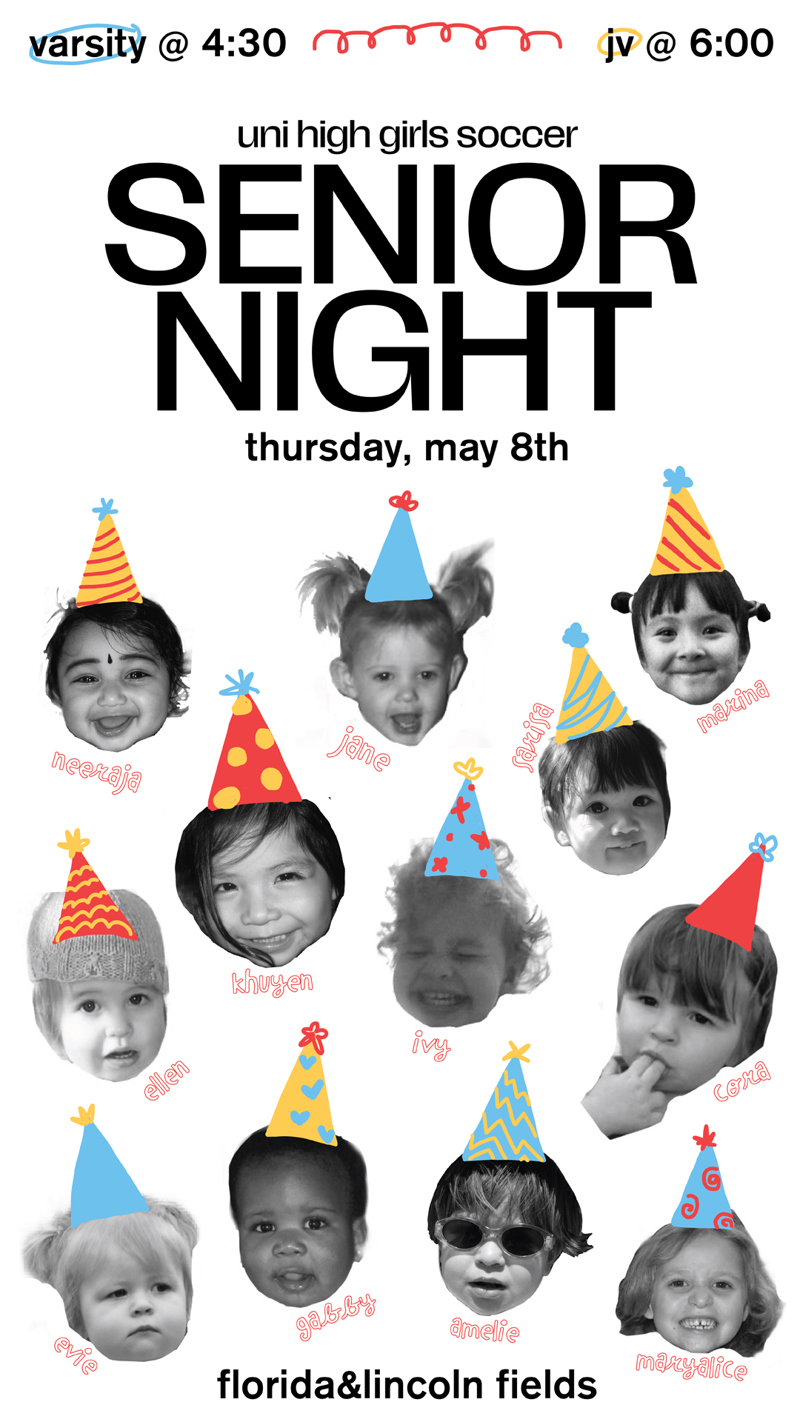 varsity @ 4:30
jv @ 6:00
uni high girls soccer
SENIOR
NIGHT
thursday, may 8th
neeraja
jane
marina
sarisa
khuyen
ivy
ellen
cora
evie
gabby
amelie
maryalice
florida&lincoln fields